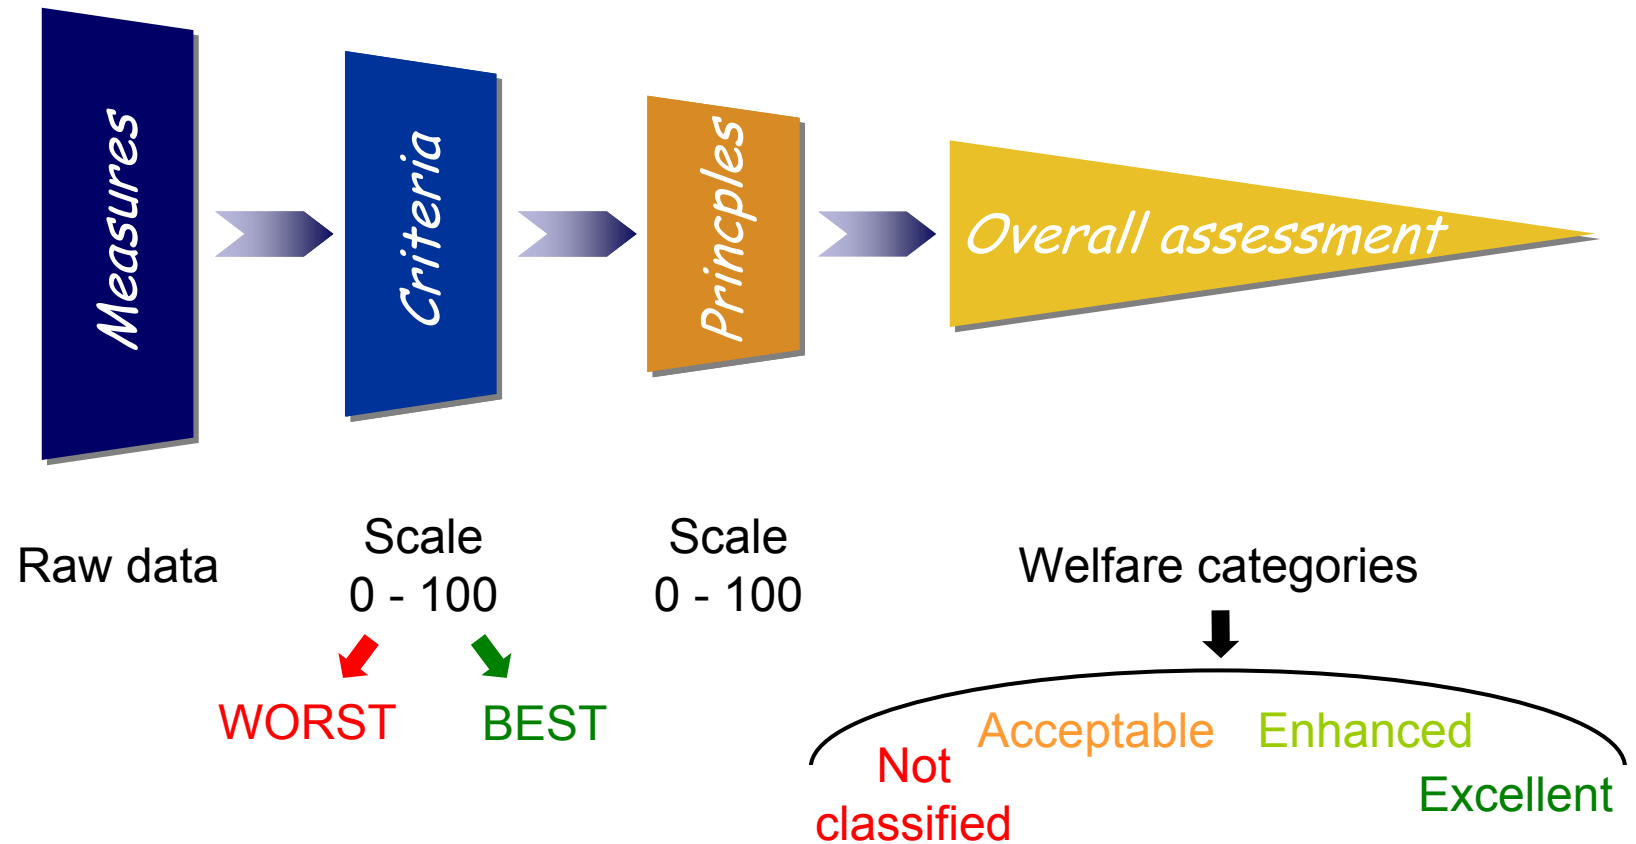 Measures
Criteria
Princples
Overall assessment
Raw data
Scale
0 - 100
WORST
BEST
Scale
0 - 100
Welfare categories
Not
classified
Acceptable
Enhanced
Excellent